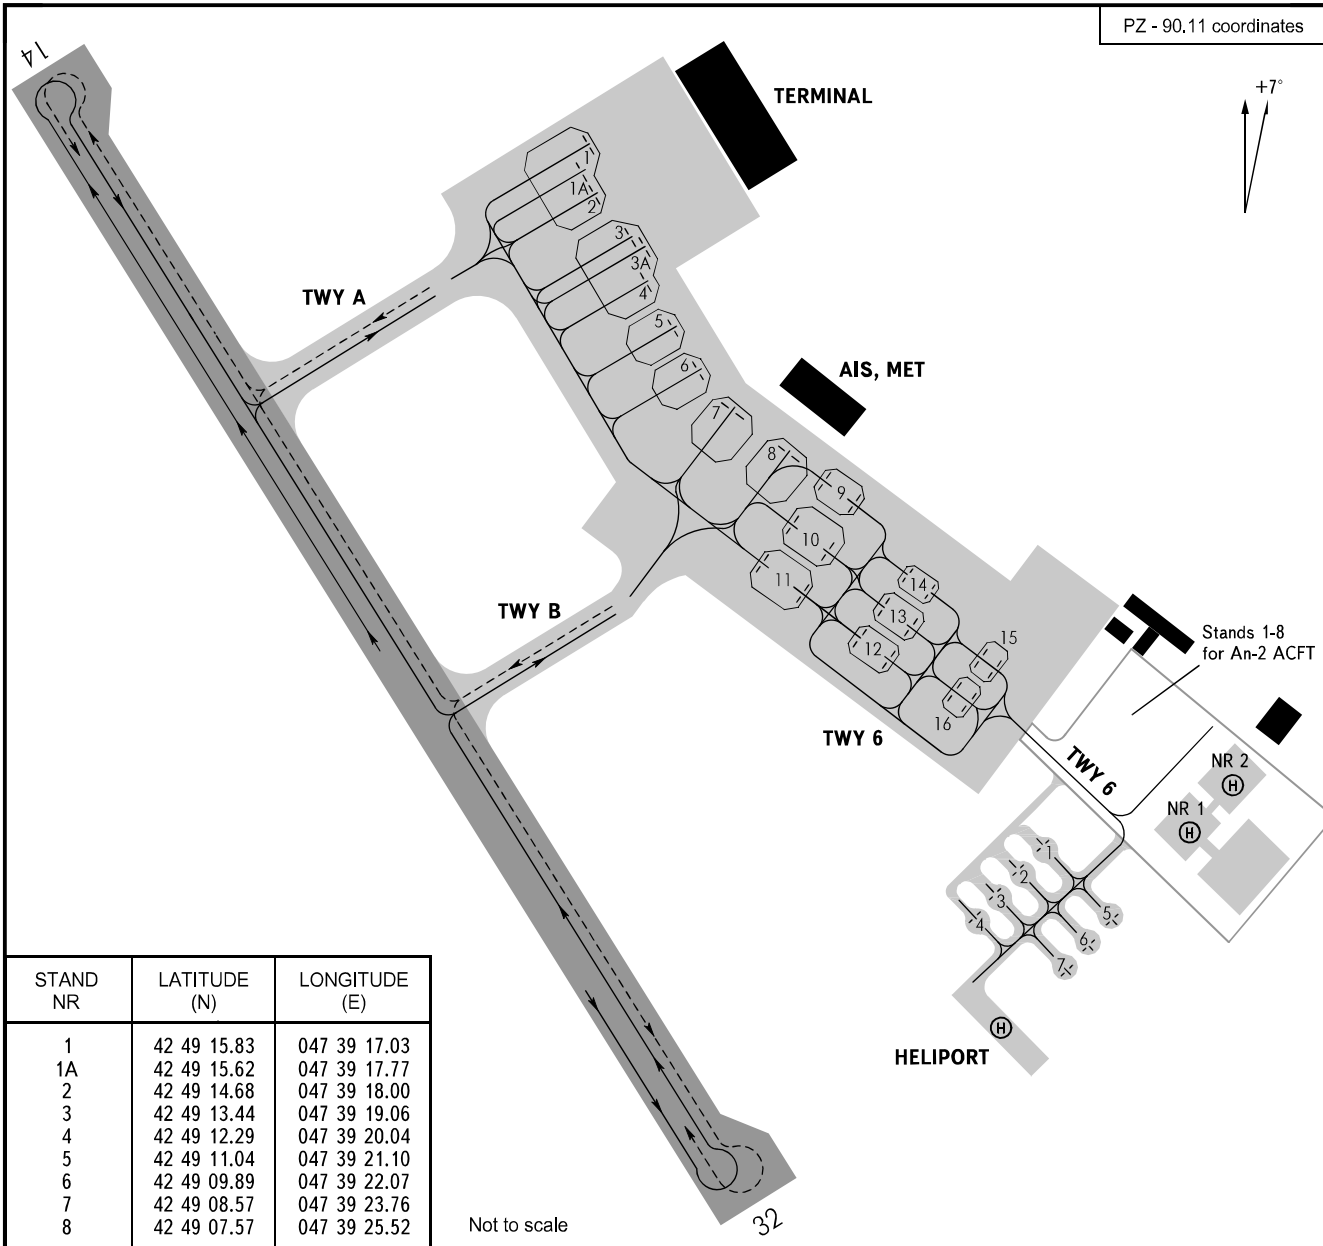 PZ - 90.11 coordinates
14
+7°
TERMINAL
1
1A
2
3
3A
4
TWY A
5
6
AIS, MET
7
8
9
10
11
TWY B
14
13
12
15
16
Stands 1-8
for An-2 ACFT
TWY 6
TWY 6
NR 2
H
NR 1
H
1
2
3
4
5
6
7
H
HELIPORT
STAND NR LATITUDE (N) LONGITUDE (E)
1 42 49 15.83 047 39 17.03
1A 42 49 15.62 047 39 17.77
2 42 49 14.68 047 39 18.00
3 42 49 13.44 047 39 19.06
4 42 49 12.29 047 39 20.04
5 42 49 11.04 047 39 21.10
6 42 49 09.89 047 39 22.07
7 42 49 08.57 047 39 23.76
8 42 49 07.57 047 39 25.52
Not to scale
32